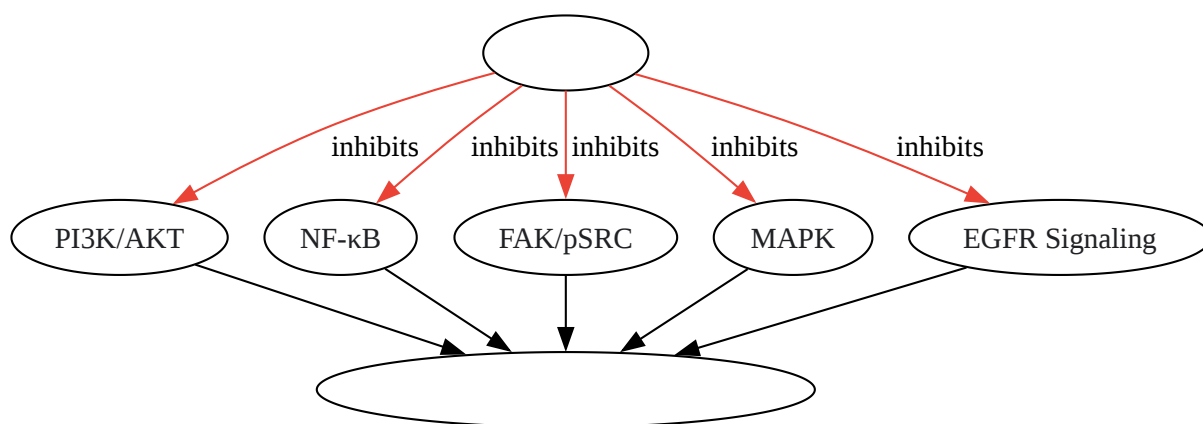 inhibits inhibits inhibits inhibits inhibits
PI3K/AKT NF-κB FAK/pSRC MAPK EGFR Signaling